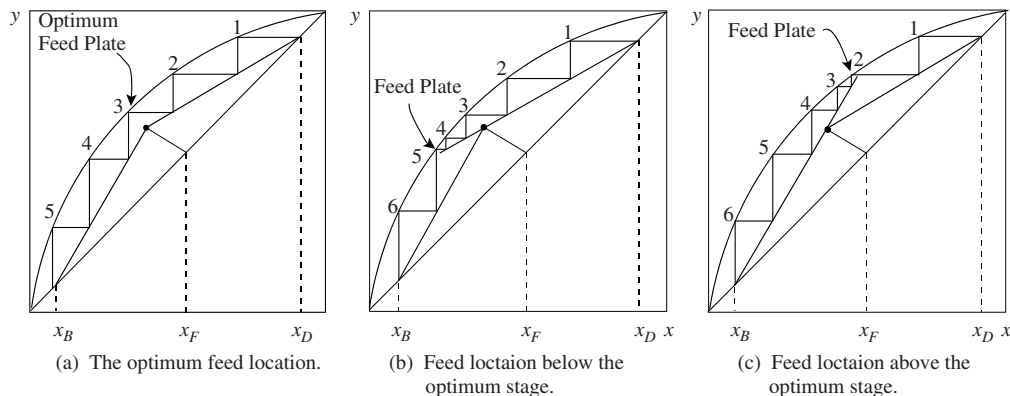 y
Optimum
Feed Plate
1
2
3
4
5
x_B
x_F
x_D
(a) The optimum feed location.
y
1
2
3
Feed Plate
4
5
6
x_B
x_F
x_D x
(b) Feed loctaion below the
optimum stage.
y
Feed Plate
1
2
3
4
5
6
x_B
x_F
x_D x
(c) Feed loctaion above the
optimum stage.